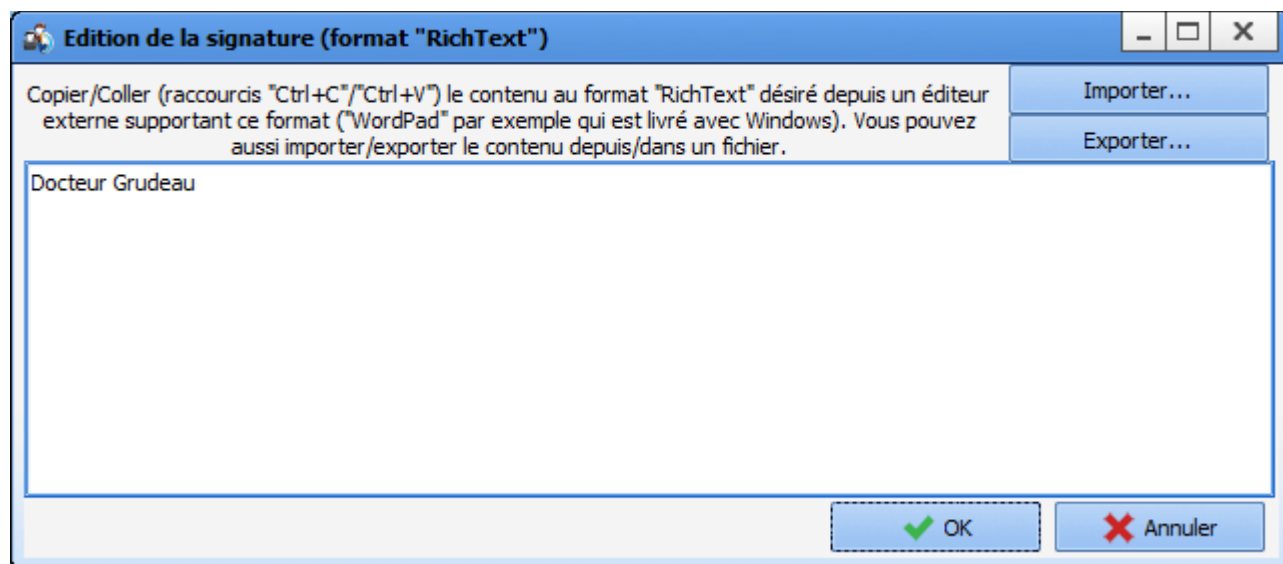 Edition de la signature (format "RichText")
Copier/Coller (raccourcis "Ctrl+C"/"Ctrl+V") le contenu au format "RichText" désiré depuis un éditeur
externe supportant ce format ("WordPad" par exemple qui est livré avec Windows). Vous pouvez
aussi importer/exporter le contenu depuis/dans un fichier.
Importer...
Exporter...
Docteur Grudeau
OK
Annuler